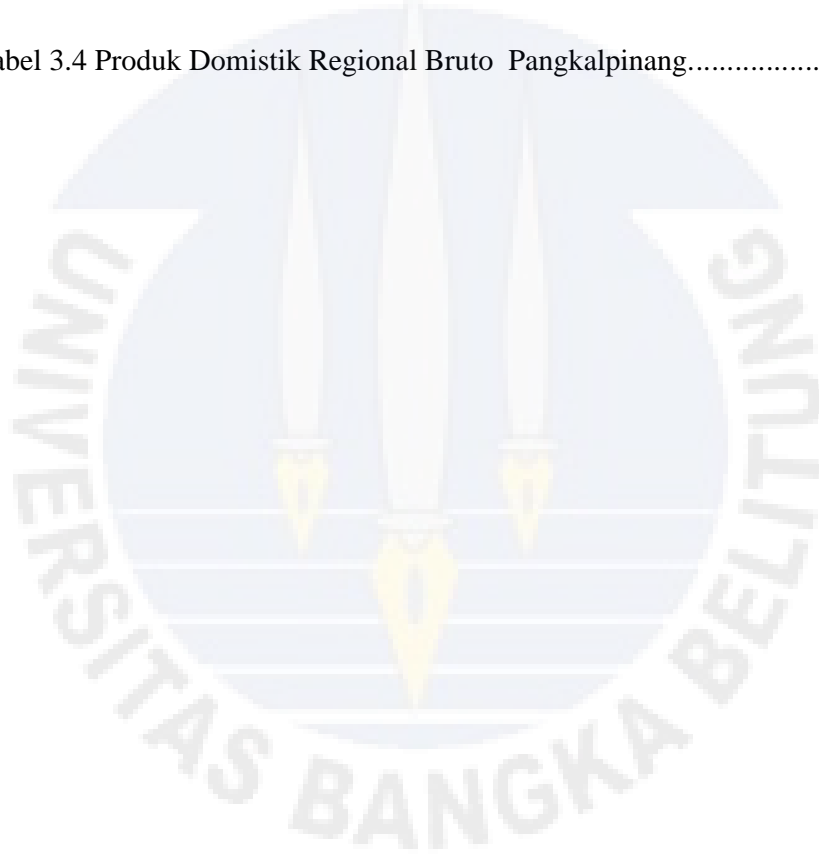 abel 3.4 Produk Domistik Regional Bruto Pangkalpinang.................
UNIVERSITAS BANGKA BELITUNG